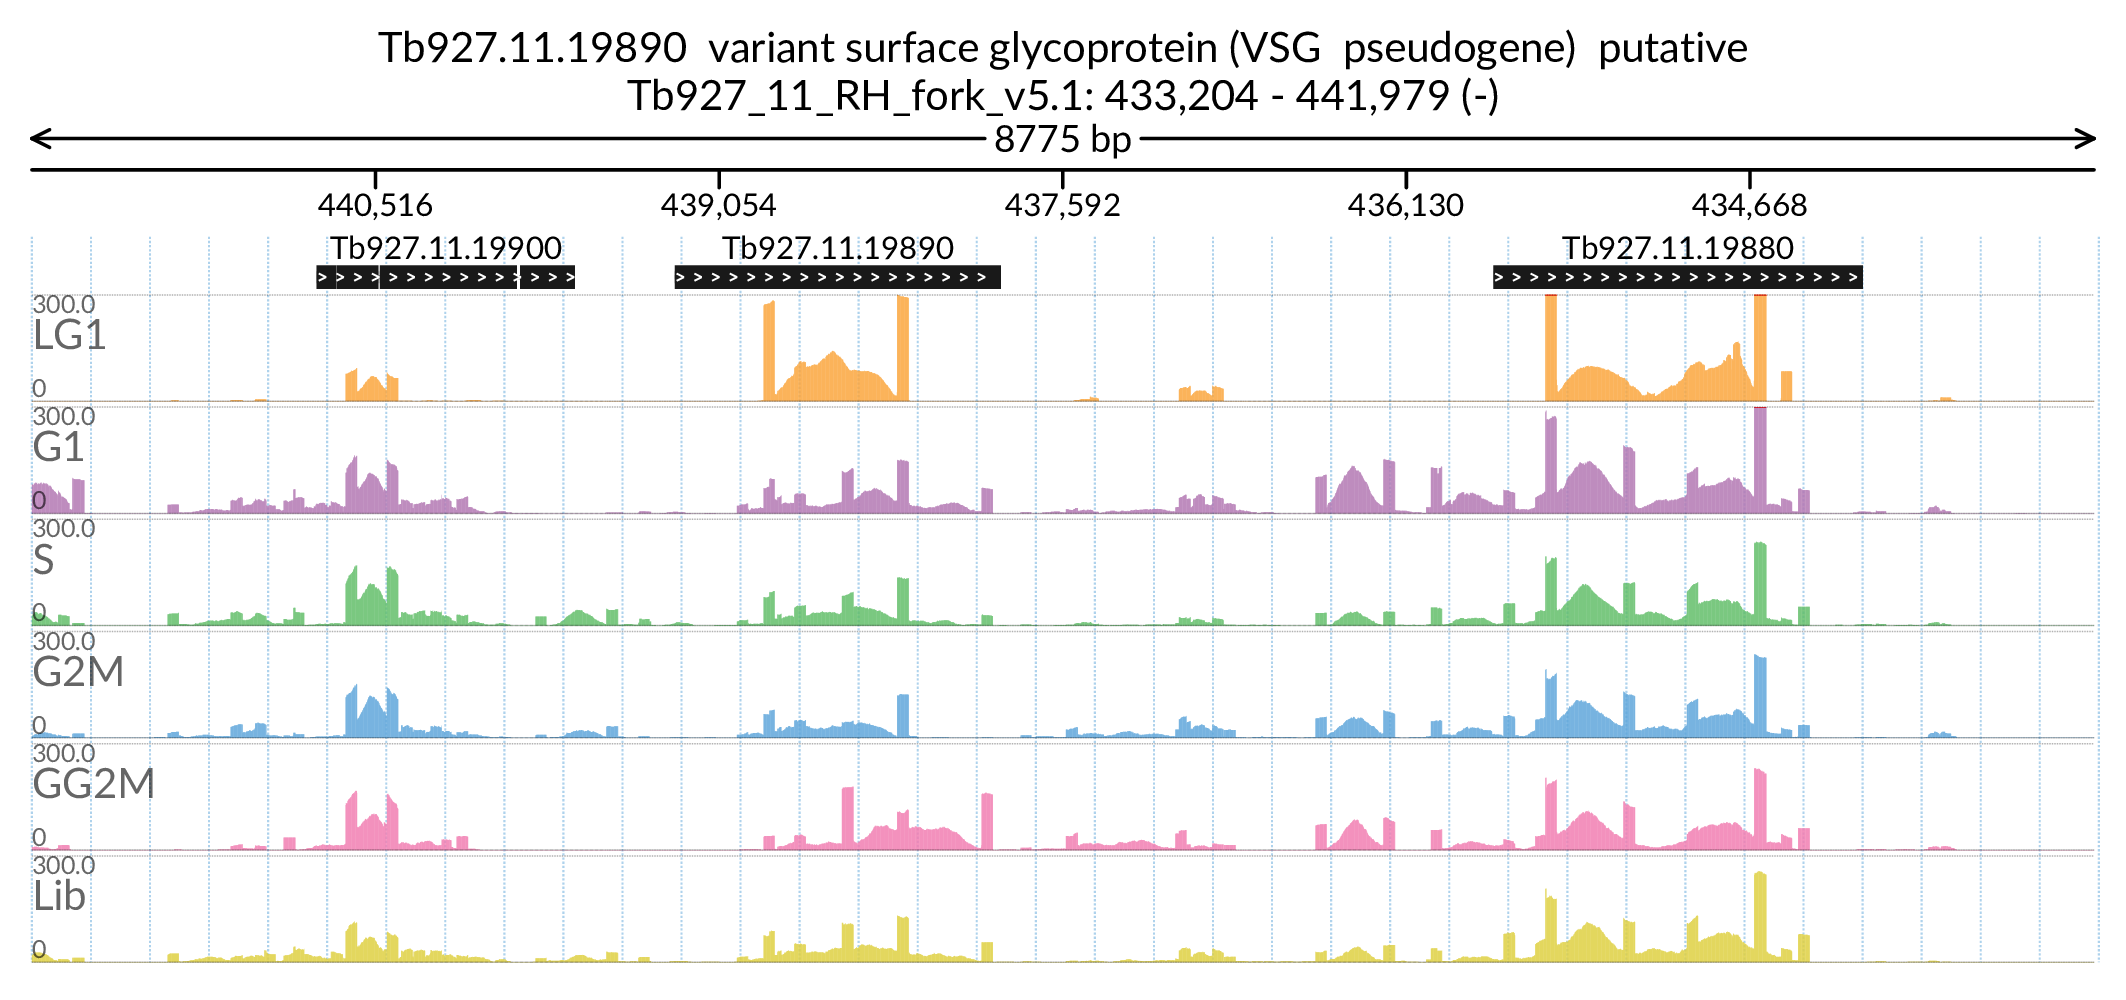 Tb927.11.19890 variant surface glycoprotein (VSG pseudogene) putative
Tb927_11_RH_fork_v5.1: 433,204 - 441,979 (-)
8775 bp
440,516 439,054 437,592 436,130 434,668
Tb927.11.19900 Tb927.11.19890 Tb927.11.19880
300.0
LG1
0
300.0
G1
0
300.0
S
0
300.0
G2M
0
300.0
GG2M
0
300.0
Lib
0